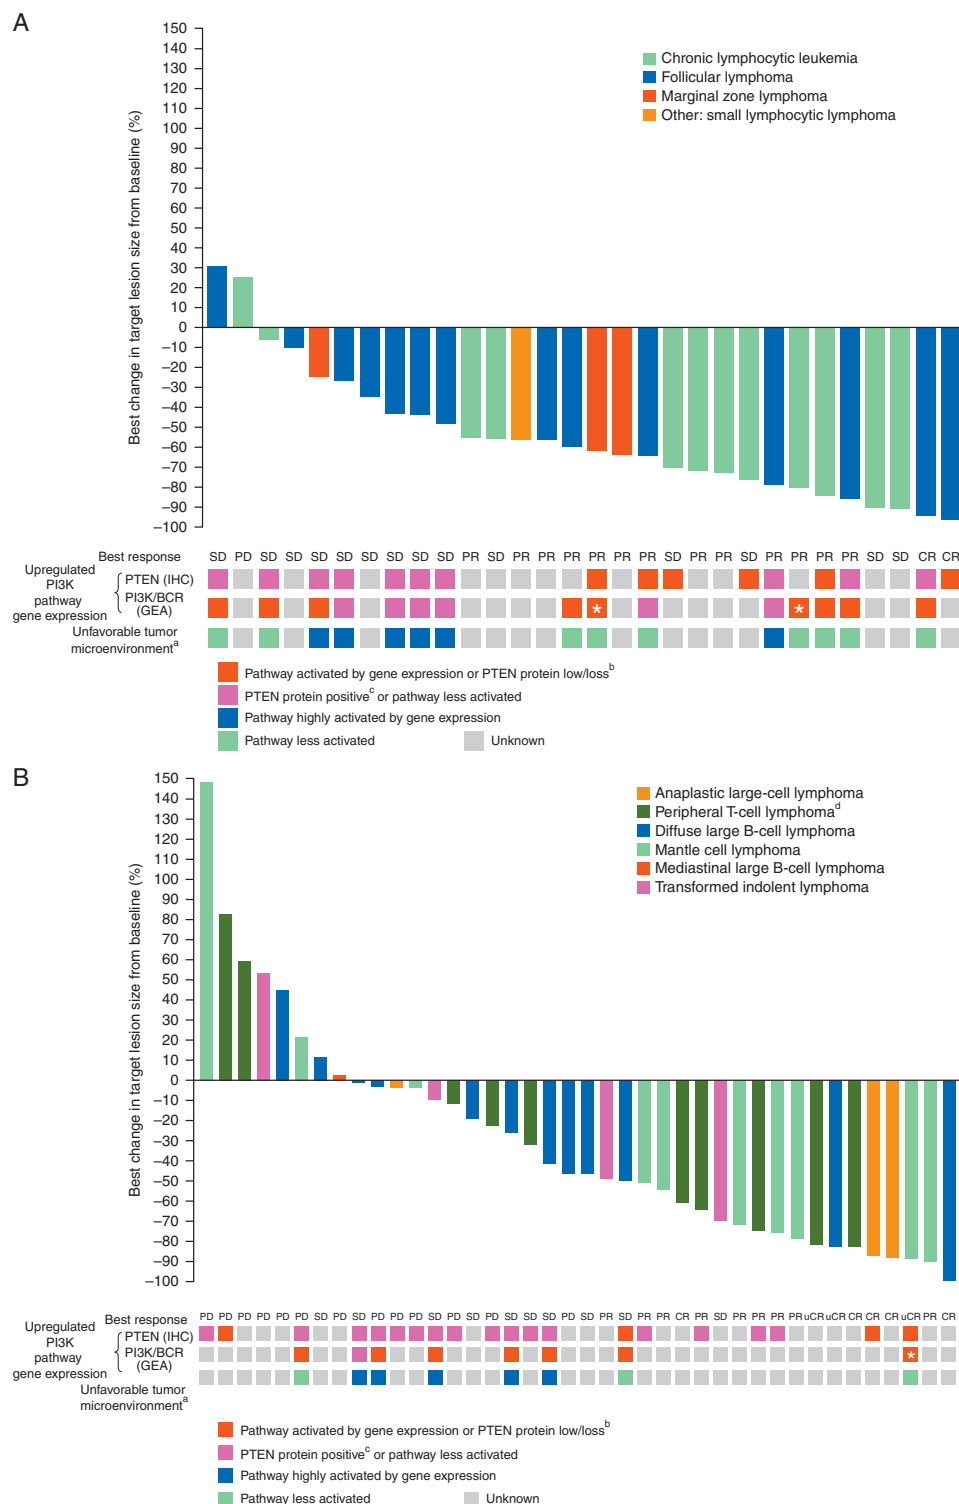 A
150
140
130
120
110
100
90
80
70
60
50
40
30
20
10
0
–10
–20
–30
–40
–50
–60
–70
–80
–90
–100
Best change in target lesion size from baseline (%)
Chronic lymphocytic leukemia
Follicular lymphoma
Marginal zone lymphoma
Other: small lymphocytic lymphoma
Best response SD PD SD SD SD SD SD SD SD SD PR SD PR PR PR PR PR PR SD PR PR SD PR PR PR PR SD SD CR CR
Upregulated PI3K pathway gene expression
PTEN (IHC)
PI3K/BCR (GEA)
* *
Unfavorable tumor
microenvironmentᵃ
Pathway activated by gene expression or PTEN protein low/lossᵇ
PTEN protein positiveᶜ or pathway less activated
Pathway highly activated by gene expression
Pathway less activated Unknown
B
150
140
130
120
110
100
90
80
70
60
50
40
30
20
10
0
–10
–20
–30
–40
–50
–60
–70
–80
–90
–100
Best change in target lesion size from baseline (%)
Anaplastic large-cell lymphoma
Peripheral T-cell lymphomaᵈ
Diffuse large B-cell lymphoma
Mantle cell lymphoma
Mediastinal large B-cell lymphoma
Transformed indolent lymphoma
Best response PD PD PD PD PD PD SD PD SD PD PD SD SD PD SD PD SD SD SD PD SD PR SD PR PR CR PR SD PR PR PR PR uCR uCR CR CR CR uCR PR CR
Upregulated PI3K pathway gene expression
PTEN (IHC)
PI3K/BCR (GEA)
*
Unfavorable tumor
microenvironmentᵃ
Pathway activated by gene expression or PTEN protein low/lossᵇ
PTEN protein positiveᶜ or pathway less activated
Pathway highly activated by gene expression
Pathway less activated Unknown